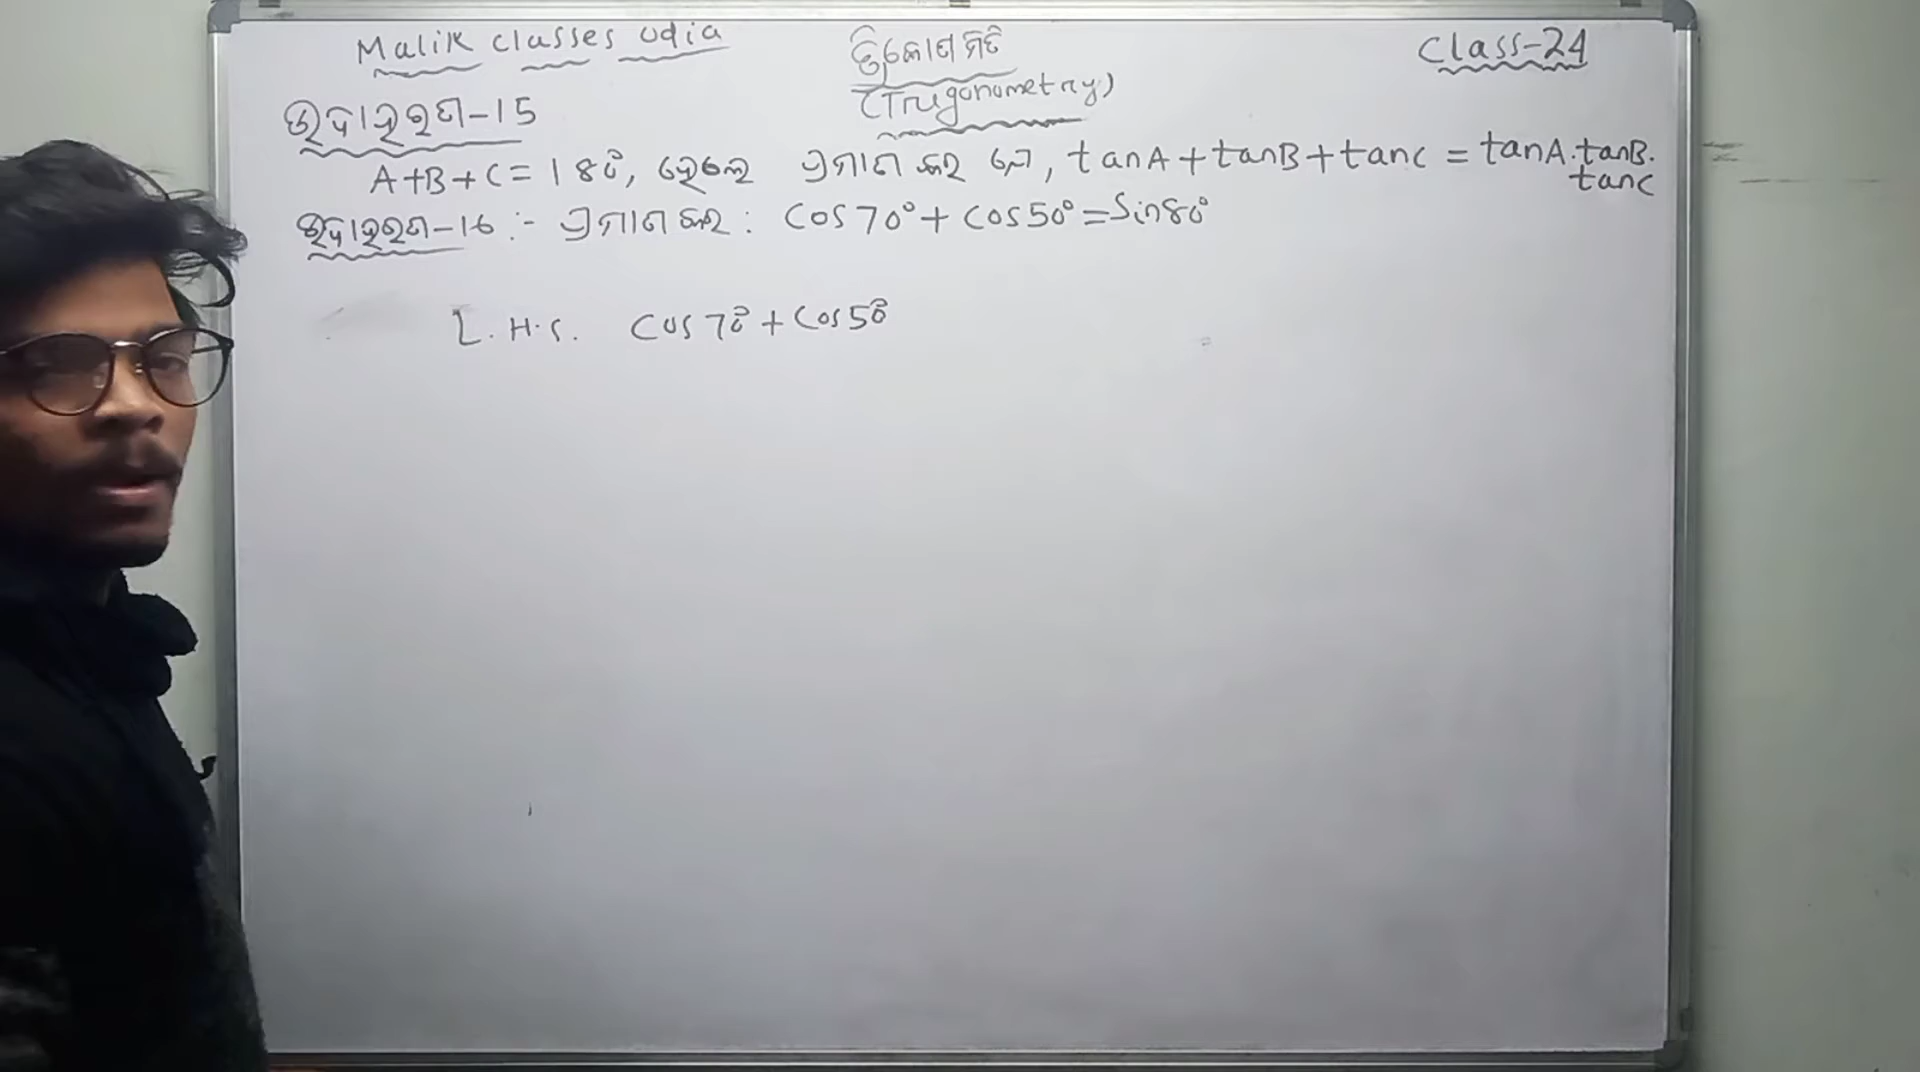 Malik classes odia
ତ୍ରିକୋଣମିତି
(Trigonometry)
Class-24
ଉଦାହରଣ-15
A+B+C=180°, ହେଲେ ପ୍ରମାଣ କର ଯେ, tanA+tanB+tanC = tanA.tanB.
tanC
ଉଦାହରଣ-16 :- ପ୍ରମାଣ କର : Cos70°+Cos50°=Sin80°
L.H.S. Cos70°+Cos50°